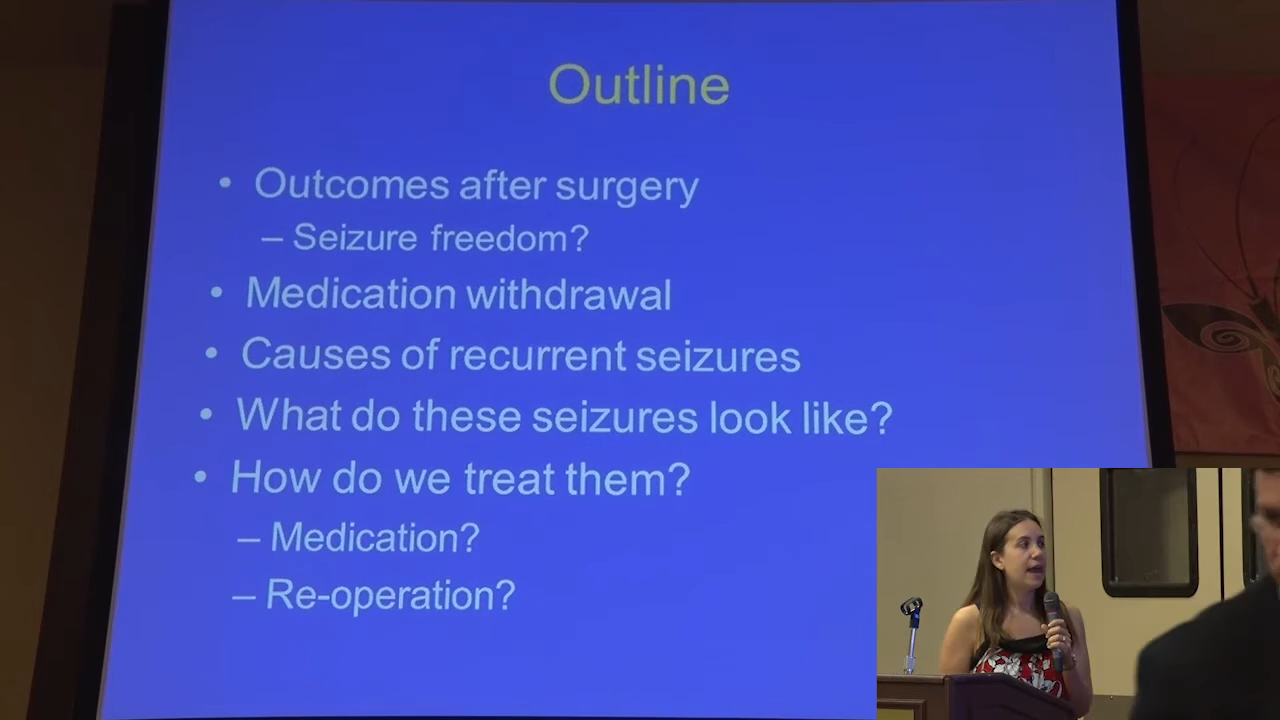 Outline
• Outcomes after surgery
– Seizure freedom?
• Medication withdrawal
• Causes of recurrent seizures
• What do these seizures look like?
• How do we treat them?
– Medication?
– Re-operation?